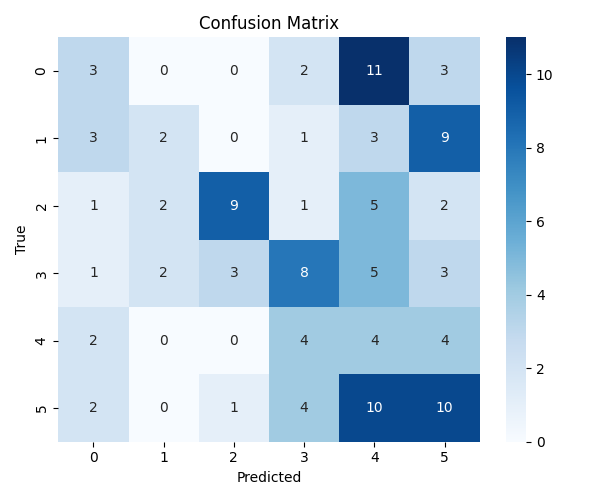 Confusion Matrix
0 3 0 0 2 11 3
1 3 2 0 1 3 9
2 1 2 9 1 5 2
3 1 2 3 8 5 3
4 2 0 0 4 4 4
5 2 0 1 4 10 10
0 1 2 3 4 5
Predicted
True
10
8
6
4
2
0